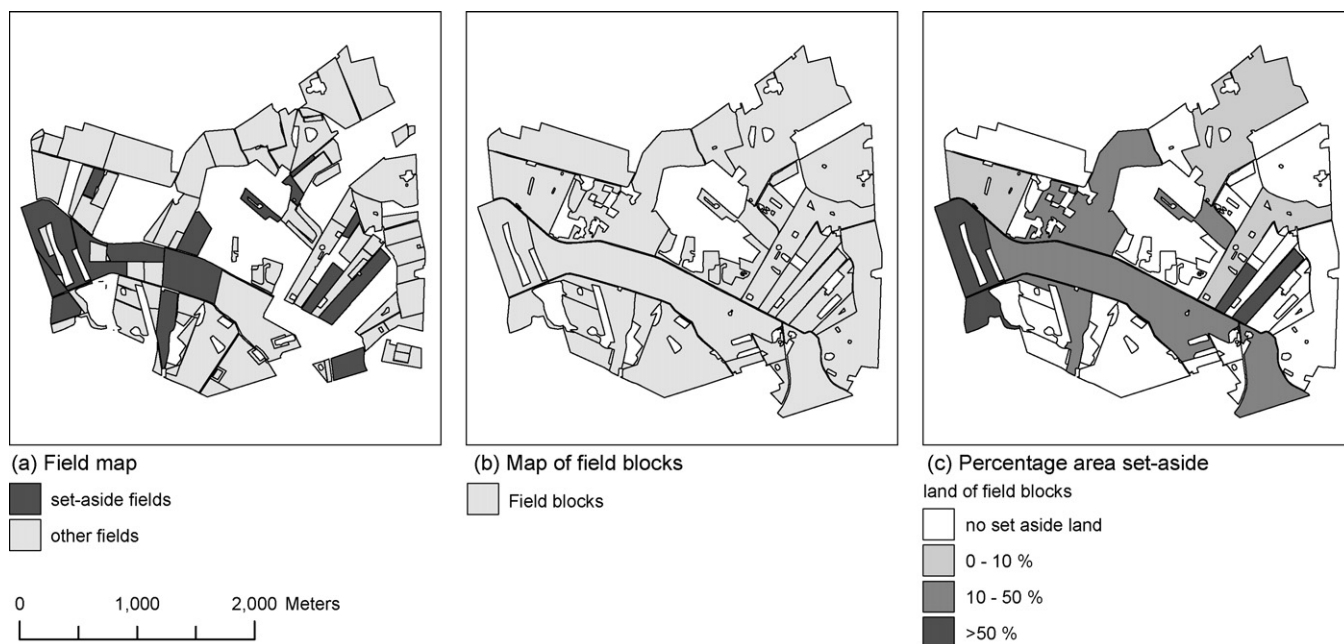 (a) Field map
set-aside fields
other fields
0 1,000 2,000 Meters
(b) Map of field blocks
Field blocks
(c) Percentage area set-aside
land of field blocks
no set aside land
0 - 10 %
10 - 50 %
>50 %